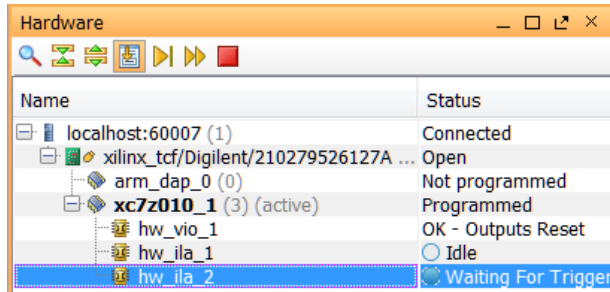 Hardware
Name Status
localhost:60007 (1) Connected
xilinx_tcf/Digilent/210279526127A ... Open
arm_dap_0 (0) Not programmed
xc7z010_1 (3) (active) Programmed
hw_vio_1 OK - Outputs Reset
hw_ila_1 Idle
hw_ila_2 Waiting For Trigger